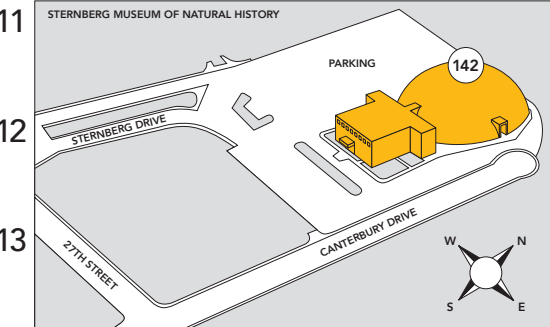 11
STERNBERG MUSEUM OF NATURAL HISTORY
PARKING
142
12
STERNBERG DRIVE
13
27TH STREET
CANTERBURY DRIVE
W
N
S
E